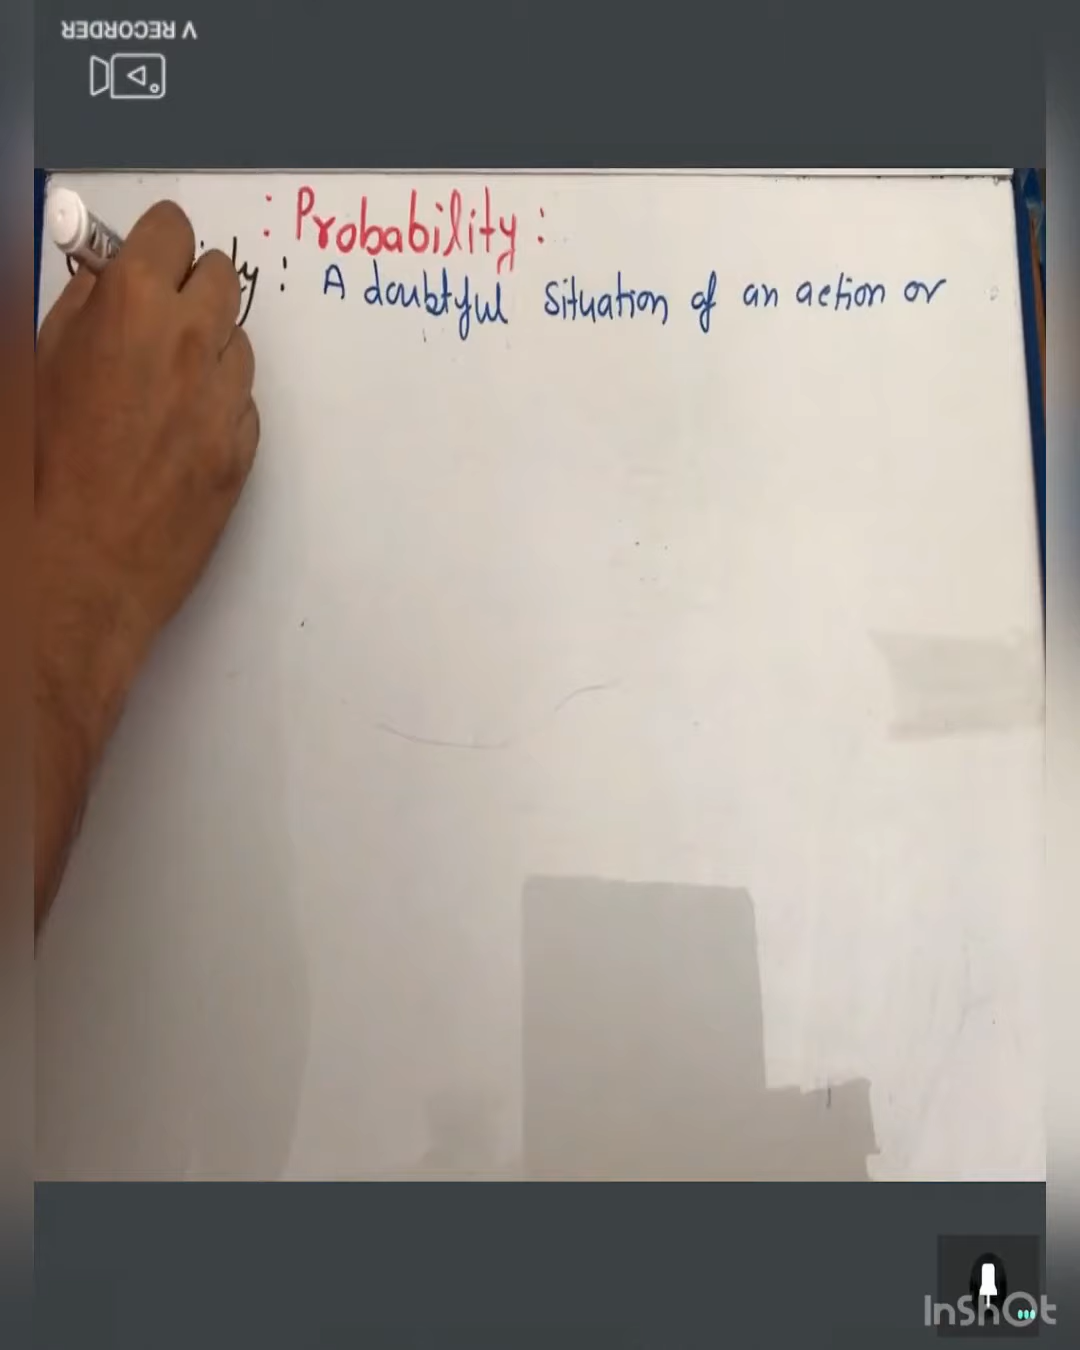 V RECORDER
: Probability :
: A doubtful situation of an action or
InShOt